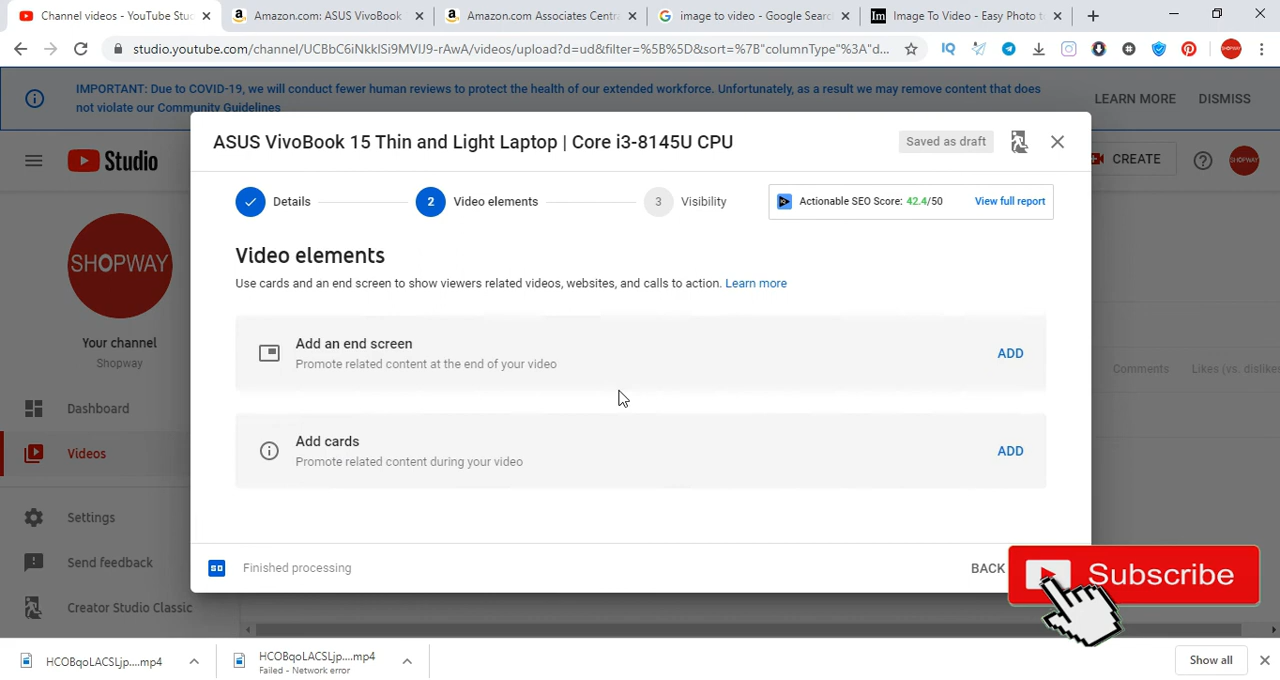 Channel videos - YouTube Stu
Amazon.com: ASUS VivoBook
Amazon.com Associates Centra
image to video - Google Searc
Im
Image To Video - Easy Photo t
studio.youtube.com/channel/UCBbC6iNkkISi9MVIJ9-rAwA/videos/upload?d=ud&filter=%5B%5D&sort=%7B"columnType"%3A"d...
IQ
SHOPWAY
IMPORTANT: Due to COVID-19, we will conduct fewer human reviews to protect the health of our extended workforce. Unfortunately, as a result we may remove content that does
not violate our Community Guidelines
LEARN MORE
DISMISS
Studio
CREATE
SHOPWAY
ASUS VivoBook 15 Thin and Light Laptop | Core i3-8145U CPU
Saved as draft
Details
2
Video elements
3
Visibility
Actionable SEO Score: 42.4/50
View full report
SHOPWAY
Video elements
Use cards and an end screen to show viewers related videos, websites, and calls to action. Learn more
Your channel
Shopway
Add an end screen
Promote related content at the end of your video
ADD
Comments
Likes (vs. dislikes
Dashboard
Videos
Add cards
Promote related content during your video
ADD
Settings
Send feedback
Creator Studio Classic
SD
Finished processing
BACK
Subscribe
HCOBqoLACSLjp....mp4
HCOBqoLACSLjp....mp4
Failed - Network error
Show all